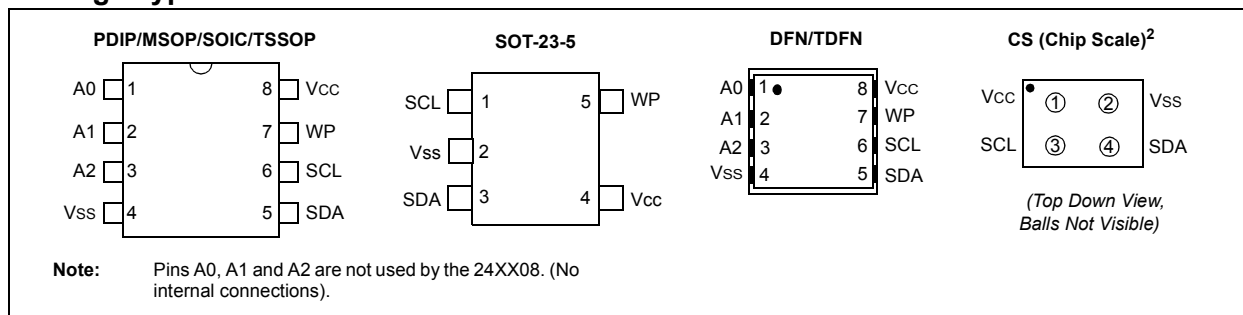 PDIP/MSOP/SOIC/TSSOP
A0 1 8 VCC
A1 2 7 WP
A2 3 6 SCL
VSS 4 5 SDA
SOT-23-5
SCL 1 5 WP
Vss 2
SDA 3 4 Vcc
DFN/TDFN
A0 1 8 VCC
A1 2 7 WP
A2 3 6 SCL
VSS 4 5 SDA
CS (Chip Scale)2
VCC 1 2 VSS
SCL 3 4 SDA
(Top Down View,
Balls Not Visible)
Note: Pins A0, A1 and A2 are not used by the 24XX08. (No
internal connections).